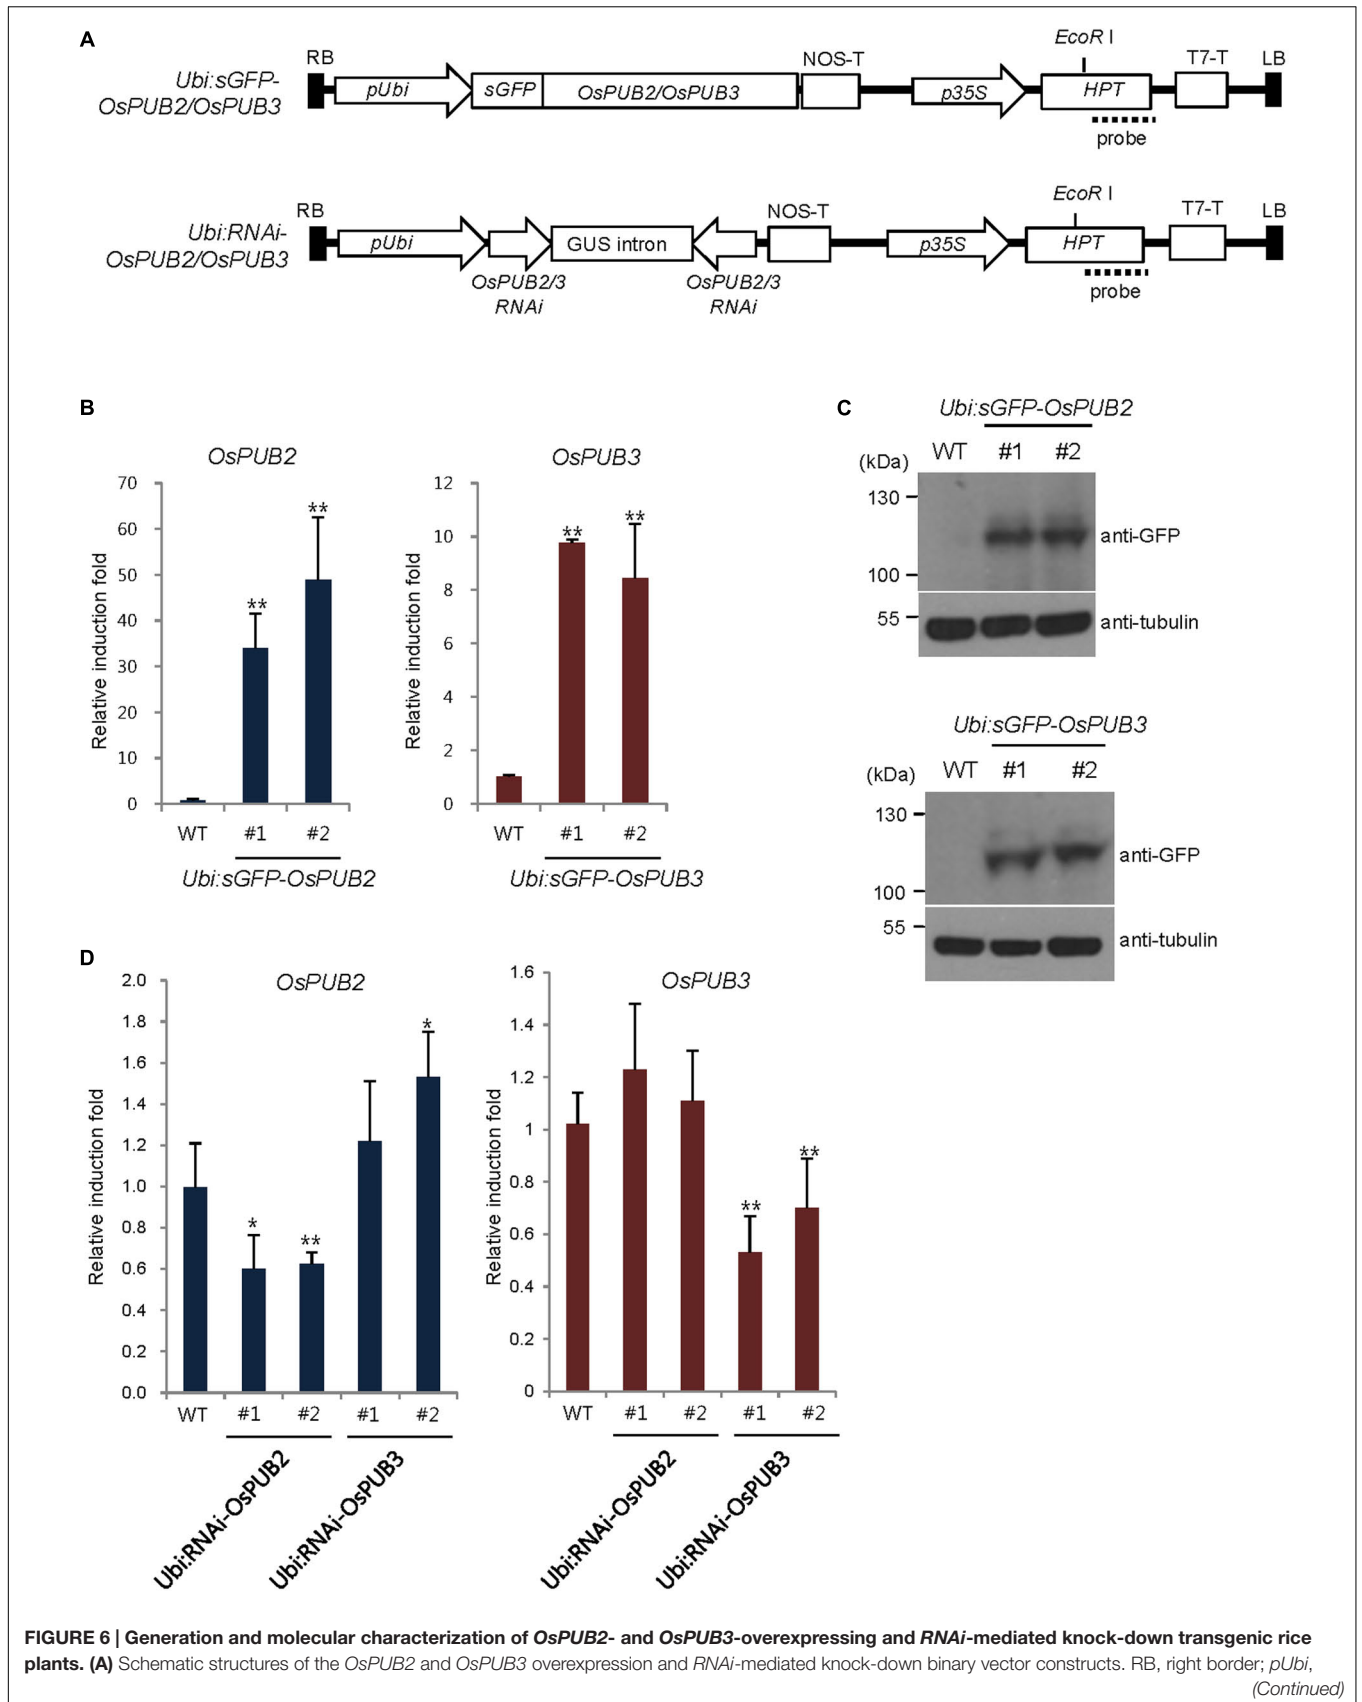 A
Ubi:sGFP-
OsPUB2/OsPUB3
RB
pUbi
sGFP
OsPUB2/OsPUB3
NOS-T
p35S
EcoR I
HPT
T7-T
LB
probe
Ubi:RNAi-
OsPUB2/OsPUB3
RB
pUbi
GUS intron
NOS-T
p35S
EcoR I
HPT
T7-T
LB
OsPUB2/3
RNAi
OsPUB2/3
RNAi
probe
B
OsPUB2
Relative induction fold
70
60
50
40
30
20
10
0
**
**
WT
#1
#2
Ubi:sGFP-OsPUB2
OsPUB3
Relative induction fold
12
10
8
6
4
2
0
**
**
WT
#1
#2
Ubi:sGFP-OsPUB3
C
Ubi:sGFP-OsPUB2
(kDa)
WT
#1
#2
130
anti-GFP
100
55
anti-tubulin
Ubi:sGFP-OsPUB3
(kDa)
WT
#1
#2
130
anti-GFP
100
55
anti-tubulin
D
OsPUB2
Relative induction fold
2.0
1.8
1.6
1.4
1.2
1.0
0.8
0.6
0.4
0.2
0.0
*
**
*
WT
#1
#2
#1
#2
Ubi:RNAi-OsPUB2
Ubi:RNAi-OsPUB3
OsPUB3
Relative induction fold
1.6
1.4
1.2
1
0.8
0.6
0.4
0.2
0
**
**
WT
#1
#2
#1
#2
Ubi:RNAi-OsPUB2
Ubi:RNAi-OsPUB3
FIGURE 6 | Generation and molecular characterization of OsPUB2- and OsPUB3-overexpressing and RNAi-mediated knock-down transgenic rice
plants. (A) Schematic structures of the OsPUB2 and OsPUB3 overexpression and RNAi-mediated knock-down binary vector constructs. RB, right border; pUbi,
(Continued)